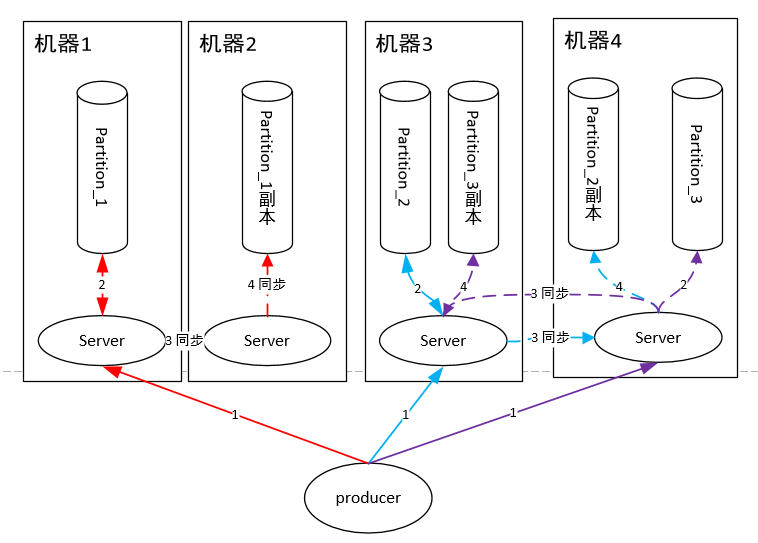 机器1
机器2
机器3
机器4
Partition_1
Partition_1副本
Partition_2
Partition_3副本
Partition_2副本
Partition_3
2
4 同步
2
4
3 同步
4
2
Server
3 同步
Server
Server
3 同步
Server
1
1
1
producer